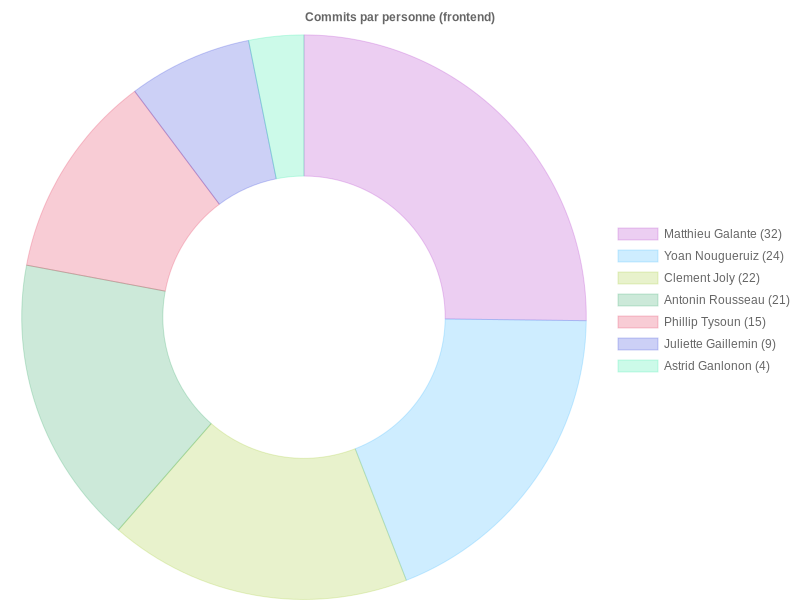 Commits par personne (frontend)
Matthieu Galante (32)
Yoan Nougueruiz (24)
Clement Joly (22)
Antonin Rousseau (21)
Phillip Tysoun (15)
Juliette Gaillemin (9)
Astrid Ganlonon (4)